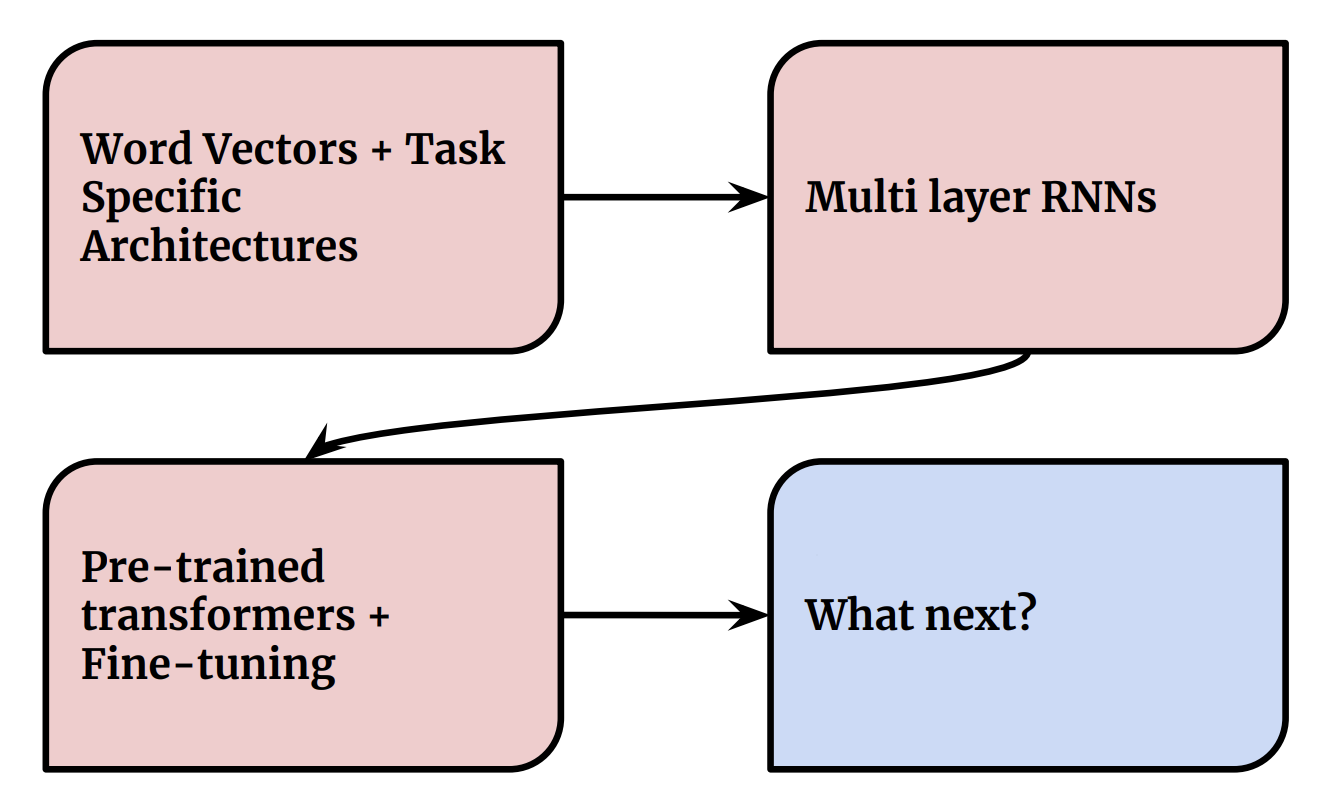 Word Vectors + Task
Specific
Architectures
Multi layer RNNs
Pre-trained
transformers +
Fine-tuning
What next?